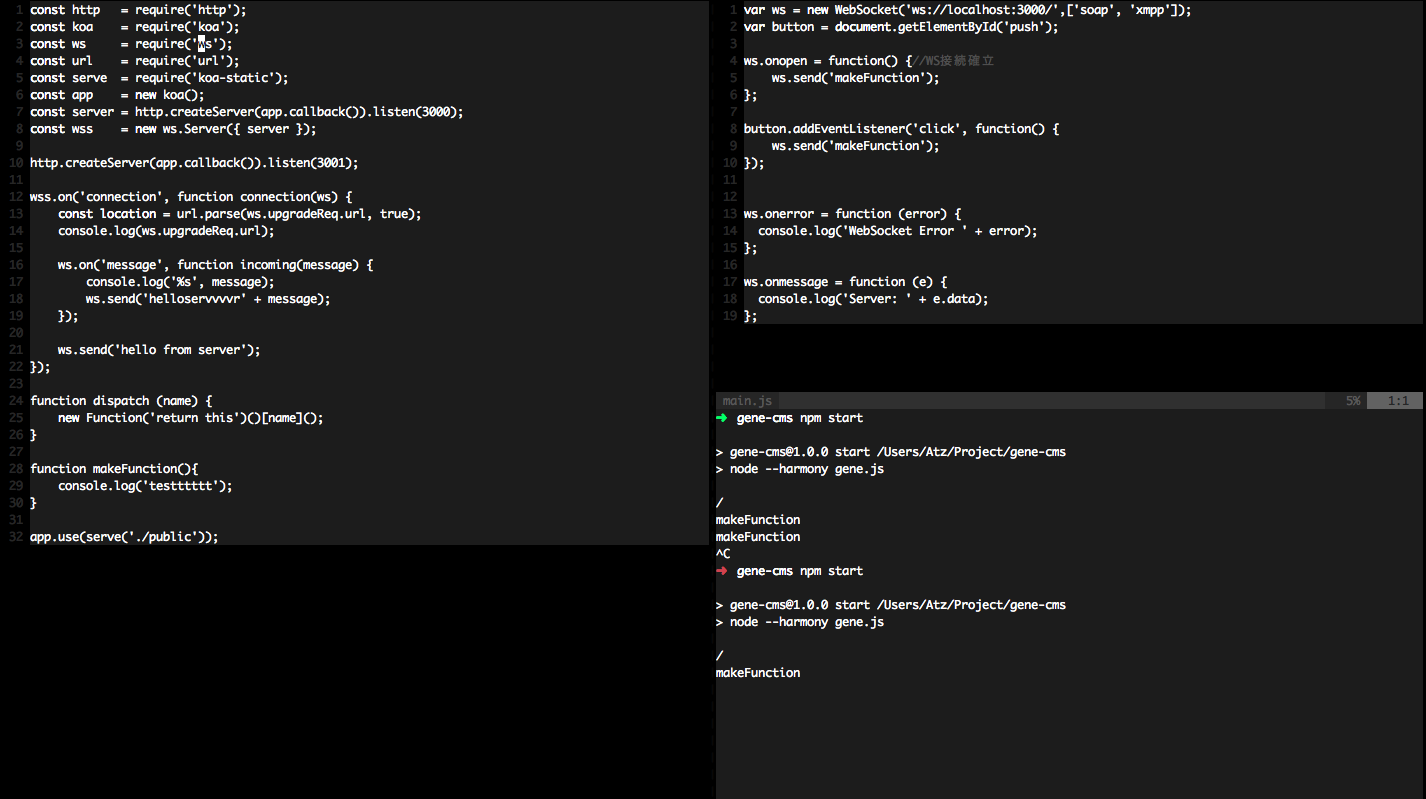 1 const http   = require('http');
2 const koa    = require('koa');
3 const ws     = require('ws');
4 const url    = require('url');
5 const serve  = require('koa-static');
6 const app    = new koa();
7 const server = http.createServer(app.callback()).listen(3000);
8 const wss    = new ws.Server({ server });
9
10 http.createServer(app.callback()).listen(3001);
11
12 wss.on('connection', function connection(ws) {
13     const location = url.parse(ws.upgradeReq.url, true);
14     console.log(ws.upgradeReq.url);
15
16     ws.on('message', function incoming(message) {
17         console.log('%s', message);
18         ws.send('helloservvvvr' + message);
19     });
20
21     ws.send('hello from server');
22 });
23
24 function dispatch (name) {
25     new Function('return this')()[name]();
26 }
27
28 function makeFunction(){
29     console.log('testttttt');
30 }
31
32 app.use(serve('./public'));
1 var ws = new WebSocket('ws://localhost:3000/',['soap', 'xmpp']);
2 var button = document.getElementById('push');
3
4 ws.onopen = function() {//WS接続確立
5     ws.send('makeFunction');
6 };
7
8 button.addEventListener('click', function() {
9     ws.send('makeFunction');
10 });
11
12
13 ws.onerror = function (error) {
14   console.log('WebSocket Error ' + error);
15 };
16
17 ws.onmessage = function (e) {
18   console.log('Server: ' + e.data);
19 };
main.js 5% 1:1
➜  gene-cms npm start
> gene-cms@1.0.0 start /Users/Atz/Project/gene-cms
> node --harmony gene.js
/
makeFunction
makeFunction
^C
➜  gene-cms npm start
> gene-cms@1.0.0 start /Users/Atz/Project/gene-cms
> node --harmony gene.js
/
makeFunction